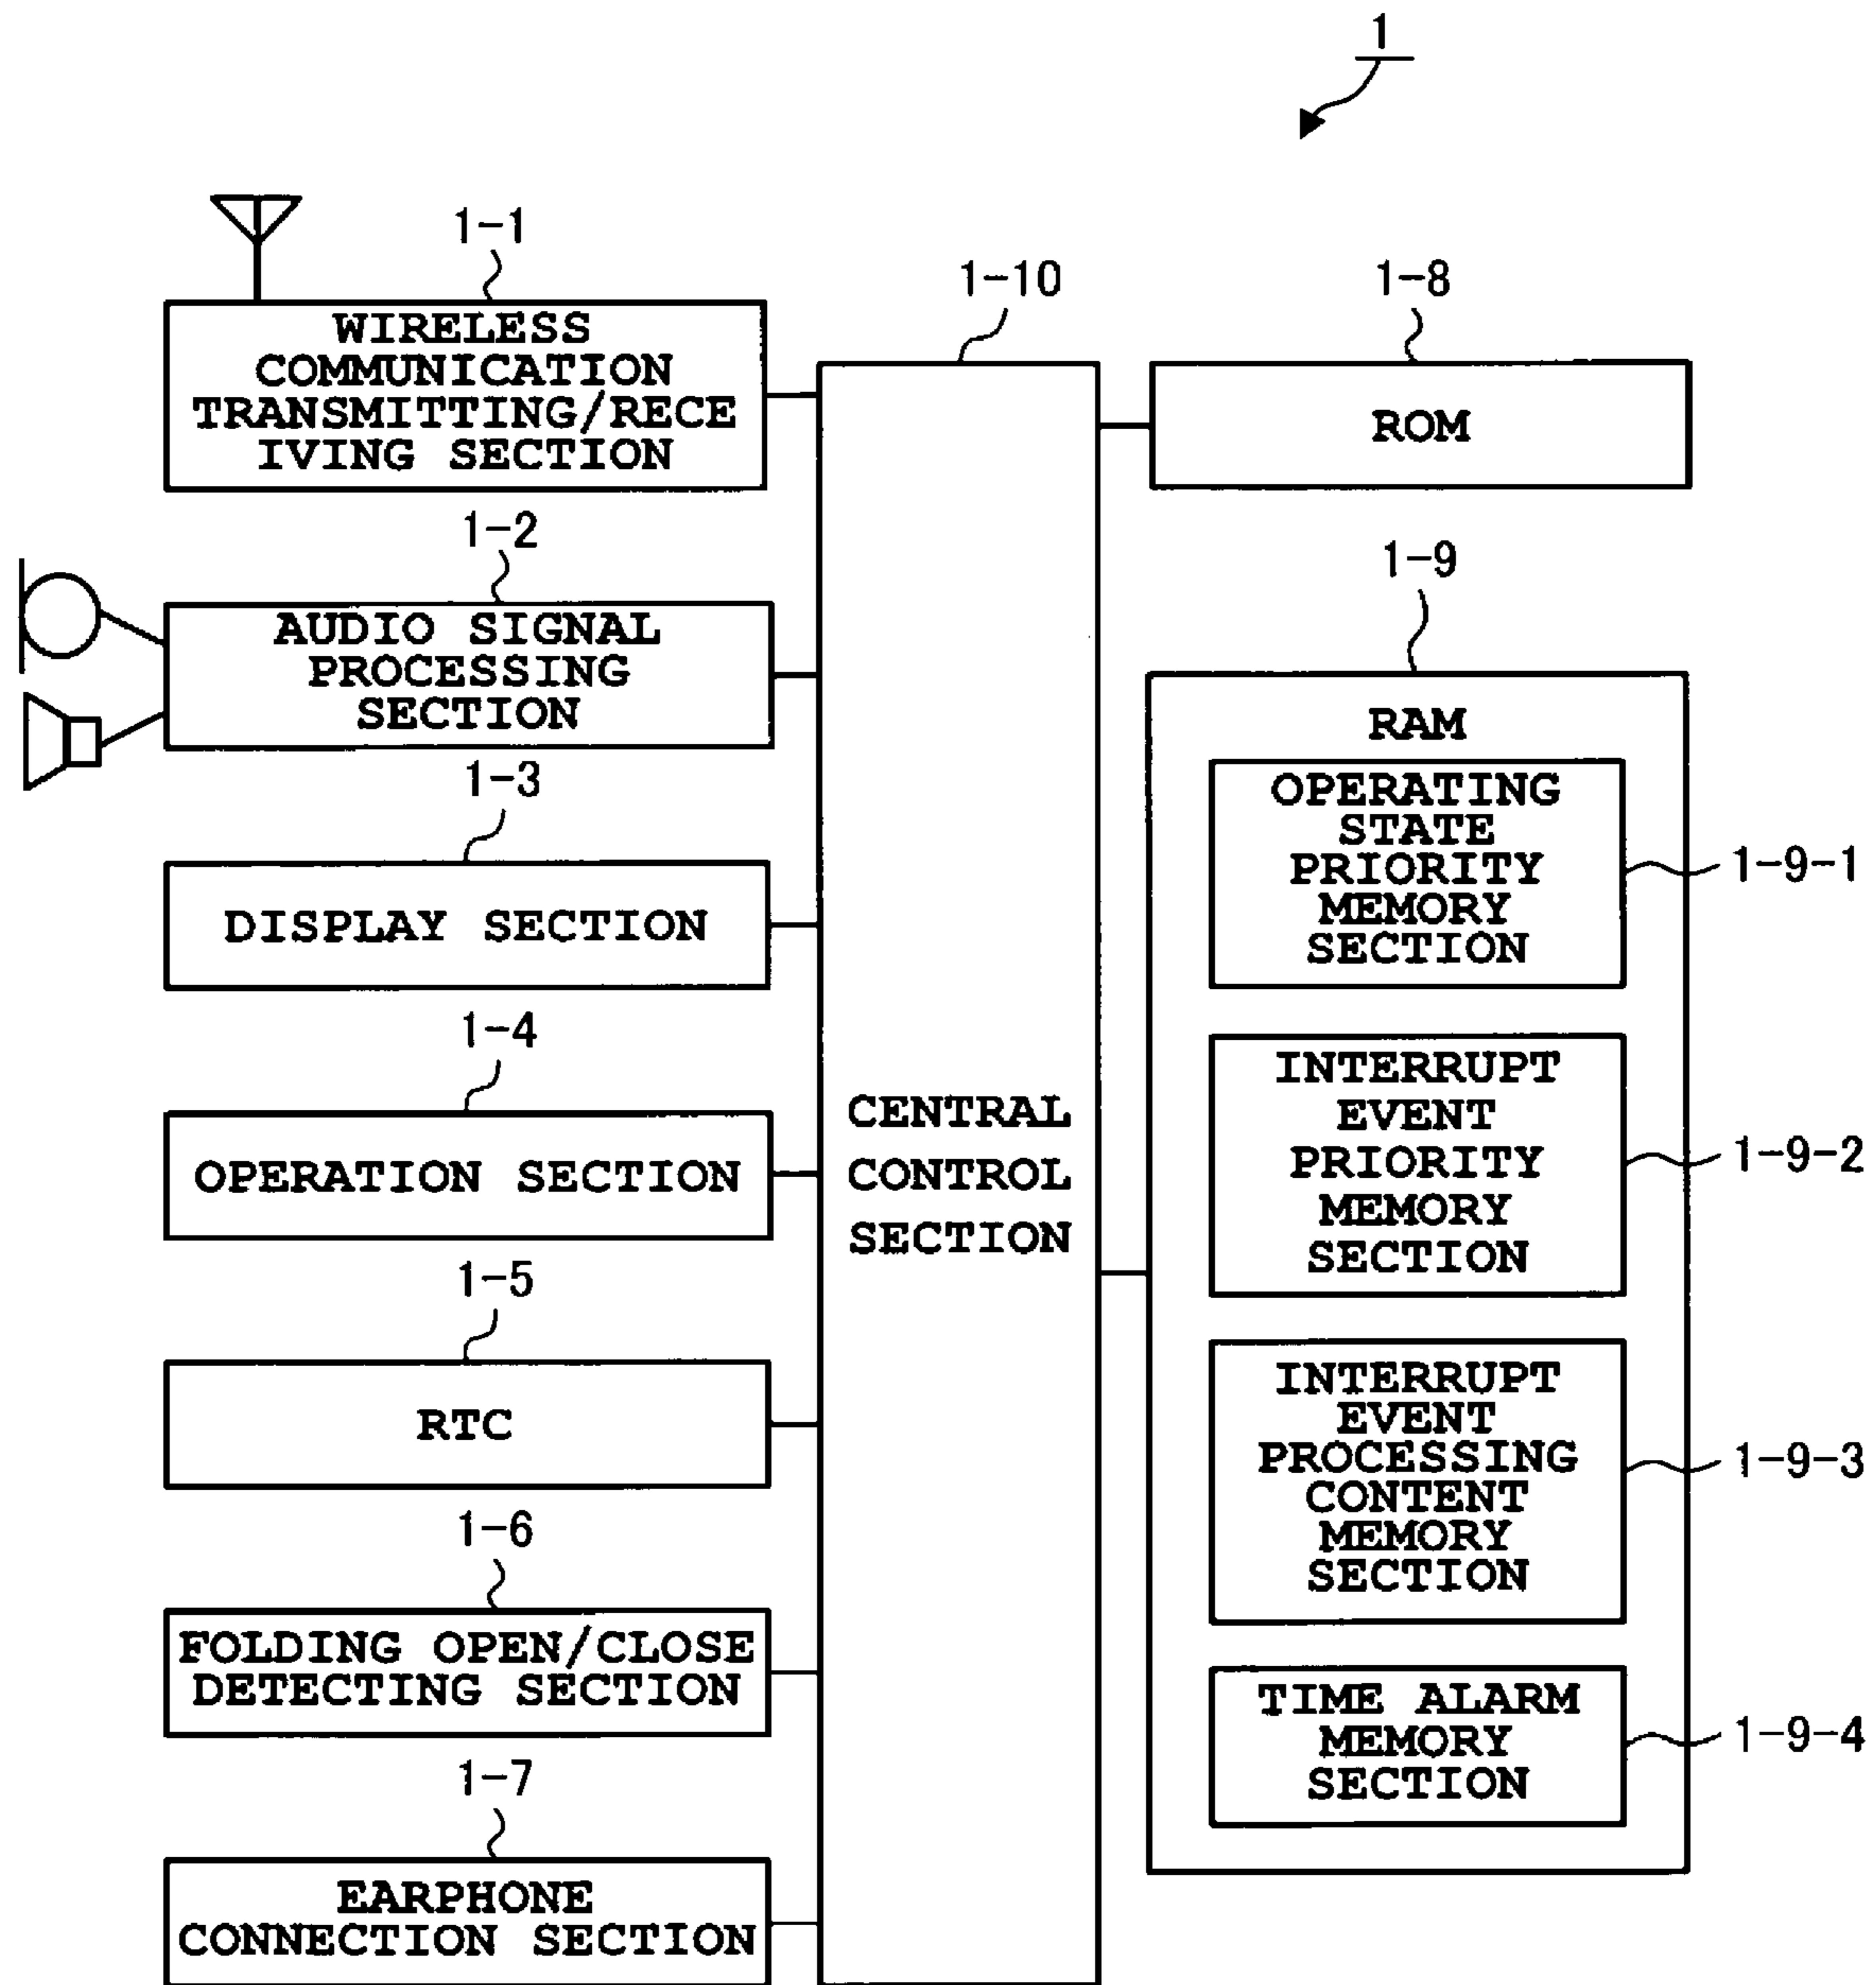 1
1-1
WIRELESS
COMMUNICATION
TRANSMITTING/RECE
IVING SECTION
1-2
AUDIO SIGNAL
PROCESSING
SECTION
1-3
DISPLAY SECTION
1-4
OPERATION SECTION
1-5
RTC
1-6
FOLDING OPEN/CLOSE
DETECTING SECTION
1-7
EARPHONE
CONNECTION SECTION
1-10
CENTRAL
CONTROL
SECTION
1-8
ROM
1-9
RAM
OPERATING
STATE
PRIORITY
MEMORY
SECTION
1-9-1
INTERRUPT
EVENT
PRIORITY
MEMORY
SECTION
1-9-2
INTERRUPT
EVENT
PROCESSING
CONTENT
MEMORY
SECTION
1-9-3
TIME ALARM
MEMORY
SECTION
1-9-4